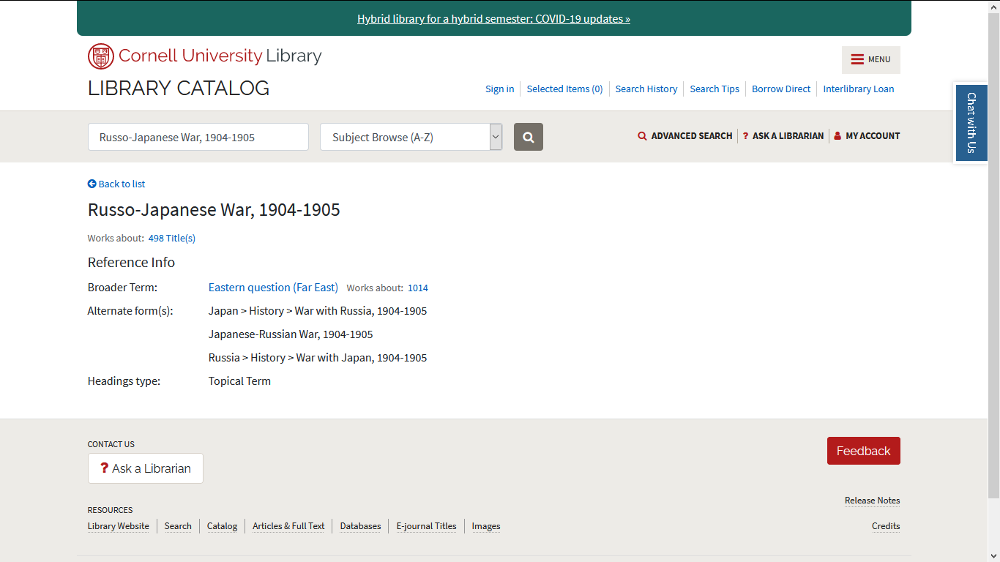 Hybrid library for a hybrid semester: COVID-19 updates »
Cornell University Library
MENU
LIBRARY CATALOG
Sign in Selected Items (0) Search History Search Tips Borrow Direct Interlibrary Loan
Chat with Us
Russo-Japanese War, 1904-1905 Subject Browse (A-Z) ADVANCED SEARCH ? ASK A LIBRARIAN MY ACCOUNT
Back to list
Russo-Japanese War, 1904-1905
Works about: 498 Title(s)
Reference Info
Broader Term: Eastern question (Far East) Works about: 1014
Alternate form(s): Japan > History > War with Russia, 1904-1905
Japanese-Russian War, 1904-1905
Russia > History > War with Japan, 1904-1905
Headings type: Topical Term
CONTACT US
? Ask a Librarian
Feedback
Release Notes
RESOURCES
Library Website Search Catalog Articles & Full Text Databases E-journal Titles Images
Credits